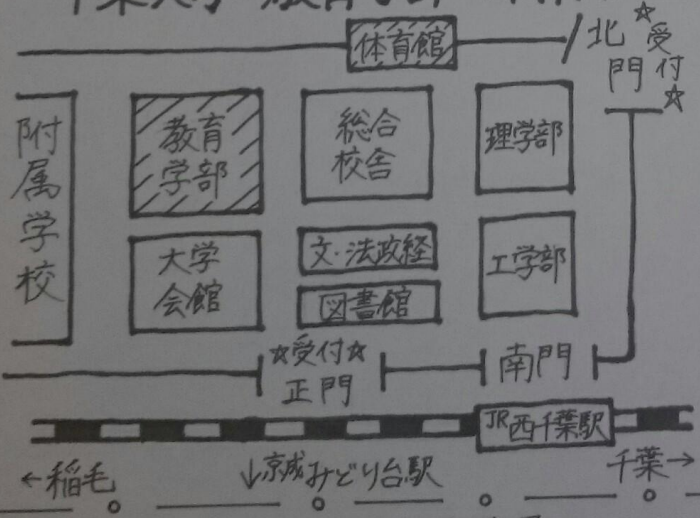 体育館
北門
☆受付☆
附属学校
教育
学部
総合
校舎
理学部
大学
会館
文・法政経
図書館
工学部
☆受付☆
正門
南門
JR西千葉駅
←稲毛
↓京成みどり台駅
千葉→